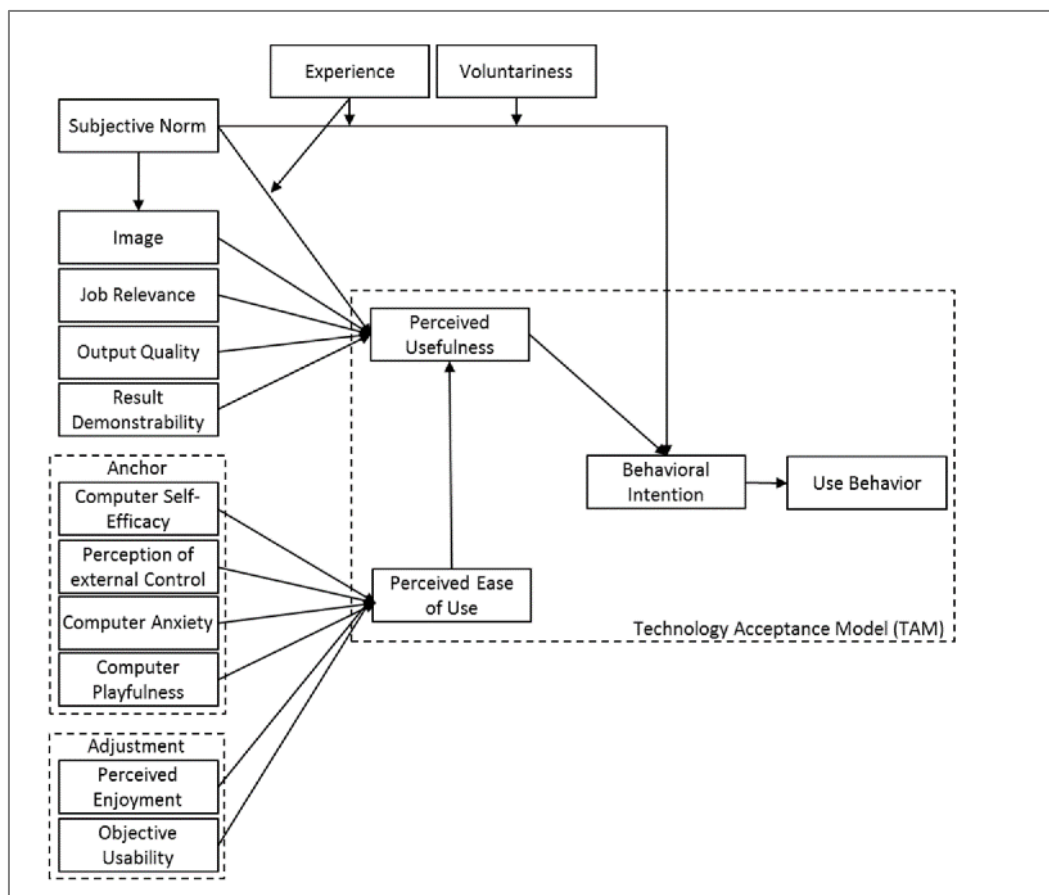 Experience
Voluntariness
Subjective Norm
Image
Job Relevance
Output Quality
Result
Demonstrability
Perceived
Usefulness
Anchor
Computer Self-
Efficacy
Perception of
external Control
Computer Anxiety
Computer
Playfulness
Behavioral
Intention
Use Behavior
Perceived Ease
of Use
Technology Acceptance Model (TAM)
Adjustment
Perceived
Enjoyment
Objective
Usability